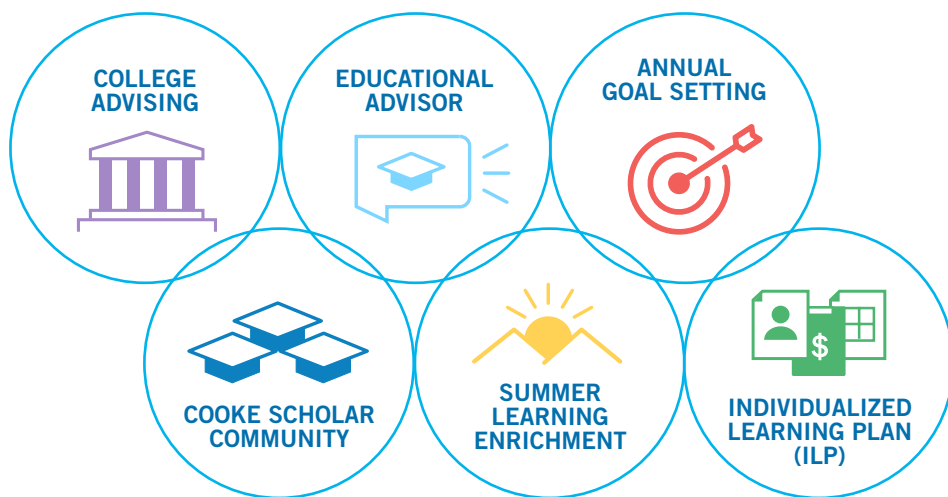 COLLEGE
ADVISING
EDUCATIONAL
ADVISOR
ANNUAL
GOAL SETTING
COOKE SCHOLAR
COMMUNITY
SUMMER
LEARNING
ENRICHMENT
$
INDIVIDUALIZED
LEARNING PLAN
(ILP)